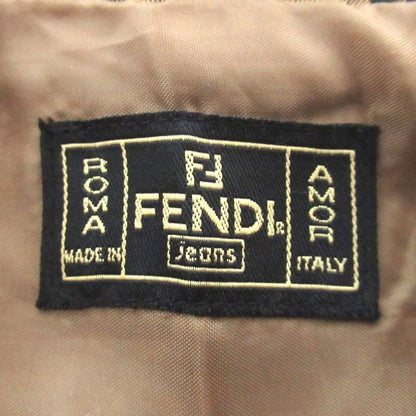 ROMA
MADE IN
FF
FENDI®
Jeans
AMOR
ITALY